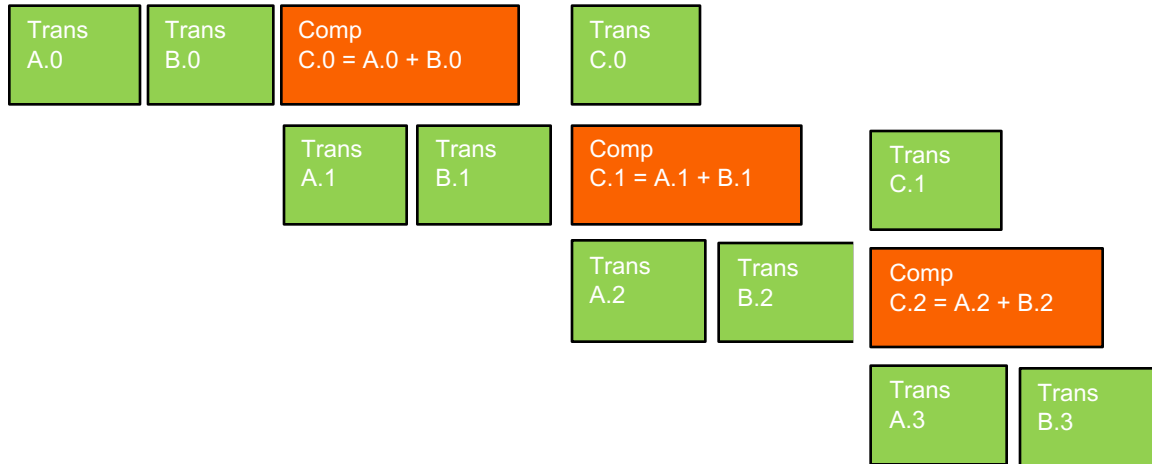 Trans
A.0
Trans
B.0
Comp
C.0 = A.0 + B.0
Trans
C.0
Trans
A.1
Trans
B.1
Comp
C.1 = A.1 + B.1
Trans
C.1
Trans
A.2
Trans
B.2
Comp
C.2 = A.2 + B.2
Trans
A.3
Trans
B.3